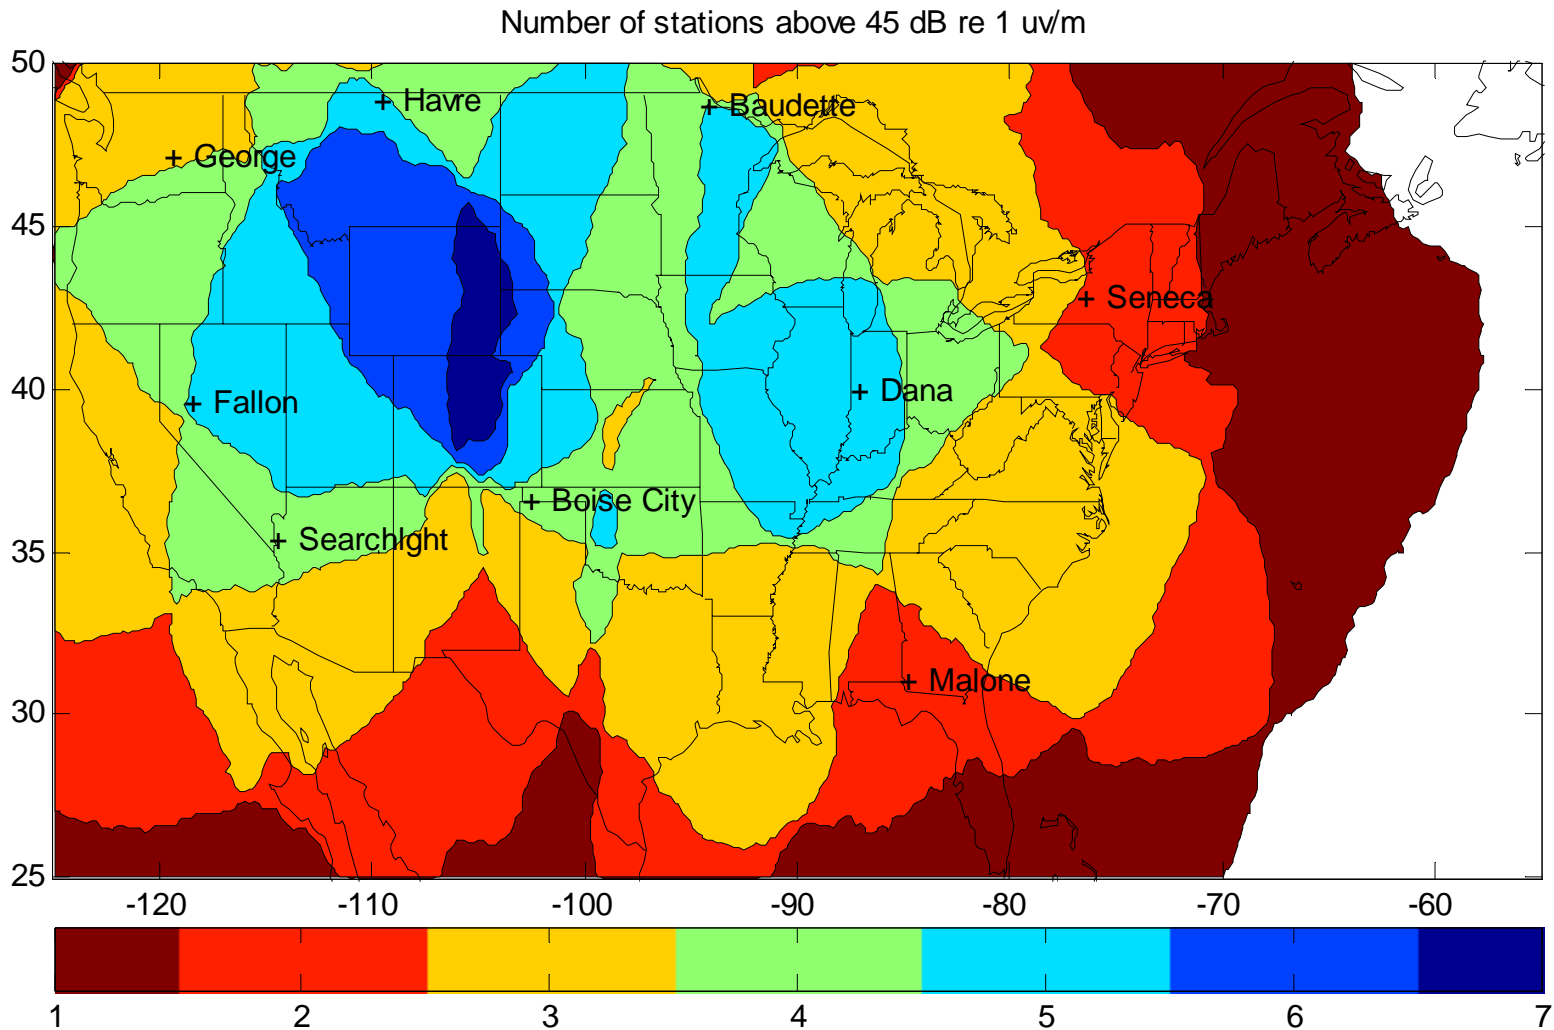 Number of stations above 45 dB re 1 uv/m
50
Havre
Baudette
George
45
Seneca
40
Fallon
Dana
Boise City
35
Searchlght
Malone
30
25
-120 -110 -100 -90 -80 -70 -60
1 2 3 4 5 6 7